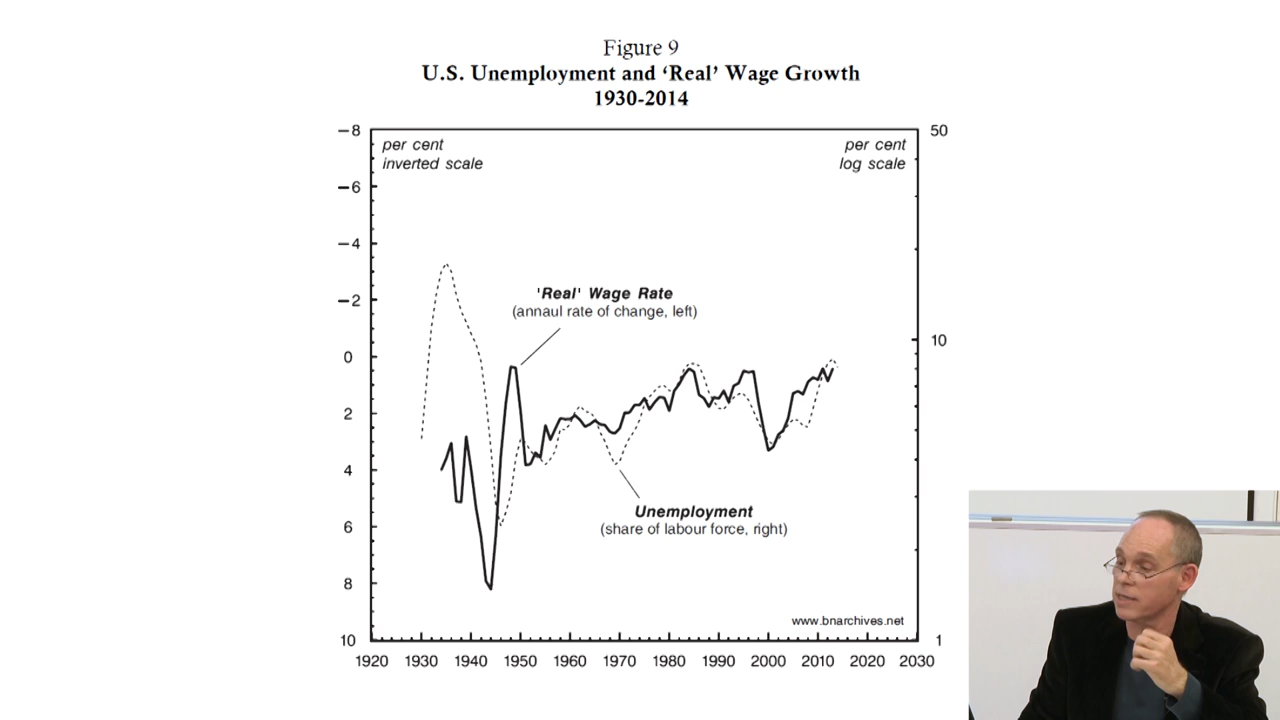 Figure 9
U.S. Unemployment and ‘Real’ Wage Growth
1930-2014
per cent
inverted scale
per cent
log scale
−8
−6
−4
−2
0
2
4
6
8
10
50
10
1
'Real' Wage Rate
(annaul rate of change, left)
Unemployment
(share of labour force, right)
www.bnarchives.net
1920 1930 1940 1950 1960 1970 1980 1990 2000 2010 2020 2030